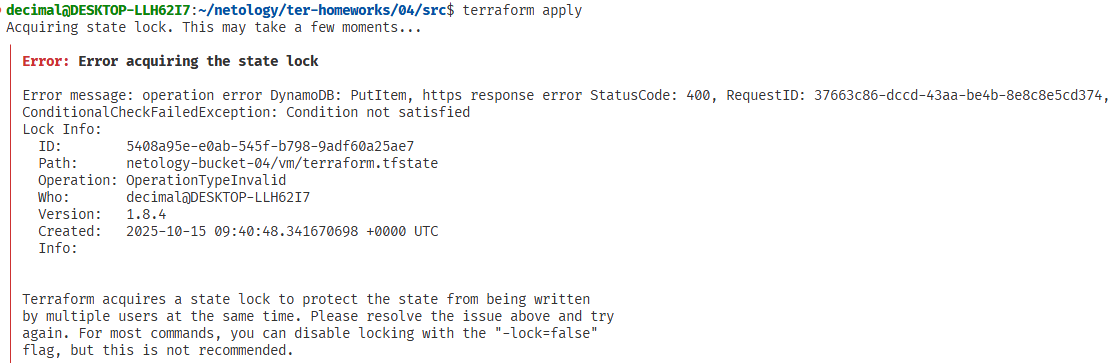 decimal@DESKTOP-LLH62I7:~/netology/ter-homeworks/04/src$ terraform apply
Acquiring state lock. This may take a few moments...
Error: Error acquiring the state lock
Error message: operation error DynamoDB: PutItem, https response error StatusCode: 400, RequestID: 37663c86-dccd-43aa-be4b-8e8c8e5cd374,
ConditionalCheckFailedException: Condition not satisfied
Lock Info:
  ID:        5408a95e-e0ab-545f-b798-9adf60a25ae7
  Path:      netology-bucket-04/vm/terraform.tfstate
  Operation: OperationTypeInvalid
  Who:       decimal@DESKTOP-LLH62I7
  Version:   1.8.4
  Created:   2025-10-15 09:40:48.341670698 +0000 UTC
  Info:
Terraform acquires a state lock to protect the state from being written
by multiple users at the same time. Please resolve the issue above and try
again. For most commands, you can disable locking with the "-lock=false"
flag, but this is not recommended.